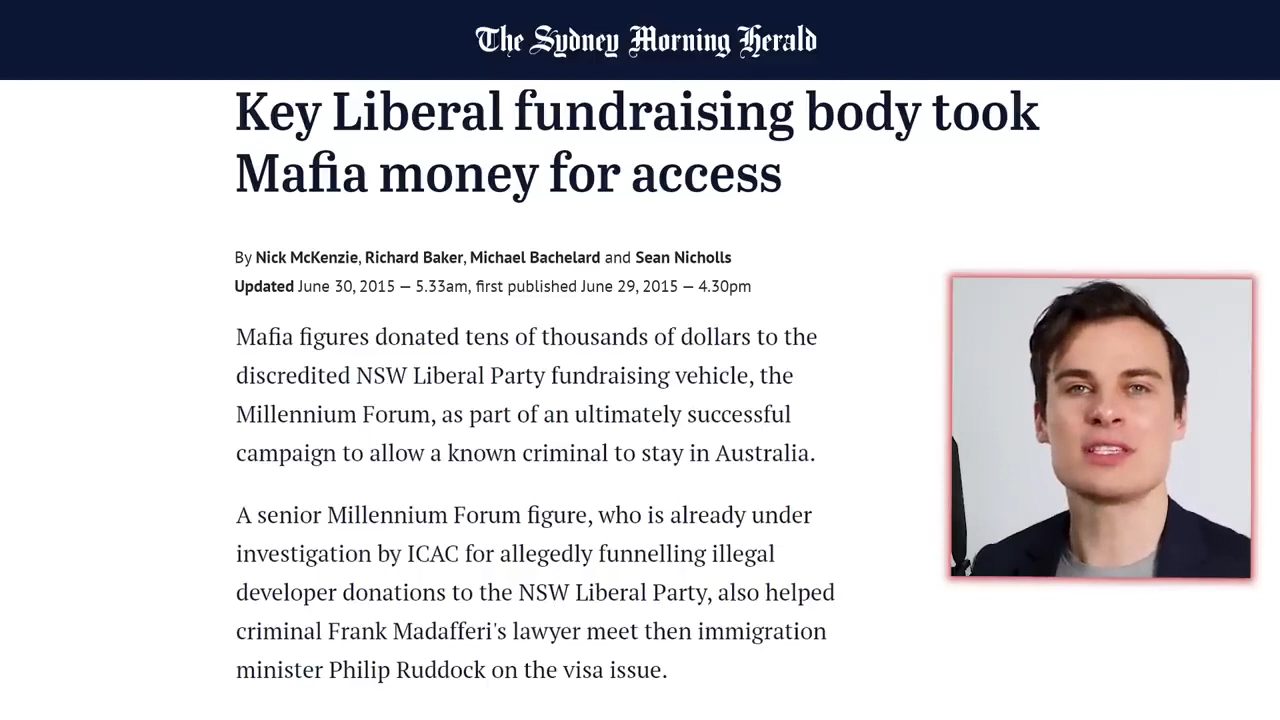 The Sydney Morning Herald
Key Liberal fundraising body took
Mafia money for access
By Nick McKenzie, Richard Baker, Michael Bachelard and Sean Nicholls
Updated June 30, 2015 — 5.33am, first published June 29, 2015 — 4.30pm
Mafia figures donated tens of thousands of dollars to the
discredited NSW Liberal Party fundraising vehicle, the
Millennium Forum, as part of an ultimately successful
campaign to allow a known criminal to stay in Australia.
A senior Millennium Forum figure, who is already under
investigation by ICAC for allegedly funnelling illegal
developer donations to the NSW Liberal Party, also helped
criminal Frank Madafferi's lawyer meet then immigration
minister Philip Ruddock on the visa issue.